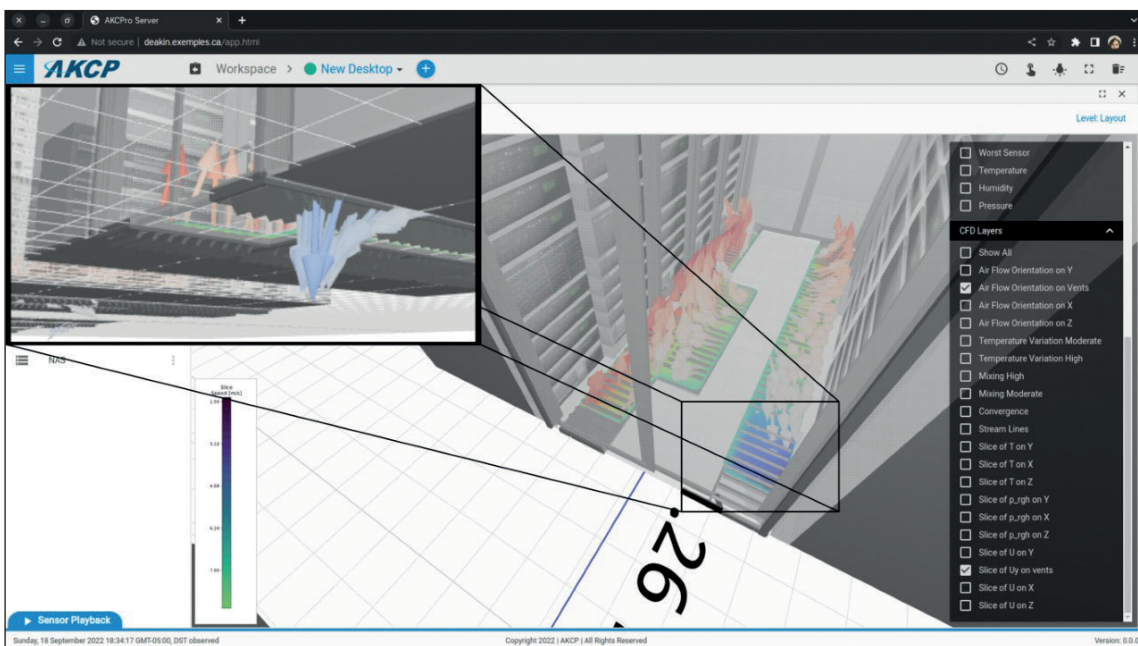 AKCPro Server
Not secure | deakin.exemples.ca/app.html
AKCP
Workspace > New Desktop
Level: Layout
Worst Sensor
Temperature
Humidity
Pressure
CFD Layers
Show All
Air Flow Orientation on Y
Air Flow Orientation on Vents
Air Flow Orientation on X
Air Flow Orientation on Z
Temperature Variation Moderate
Temperature Variation High
Mixing High
Mixing Moderate
Convergence
Stream Lines
Slice of T on Y
Slice of T on X
Slice of T on Z
Slice of p_rgh on Y
Slice of p_rgh on X
Slice of p_rgh on Z
Slice of U on Y
Slice of Uy on vents
Slice of U on X
Slice of U on Z
NAS
Slice
Speed [m/s]
.26
Sensor Playback
Sunday, 18 September 2022 18:34:17 GMT-05:00, DST observed
Copyright 2022 | AKCP | All Rights Reserved
Version: 0.0.0